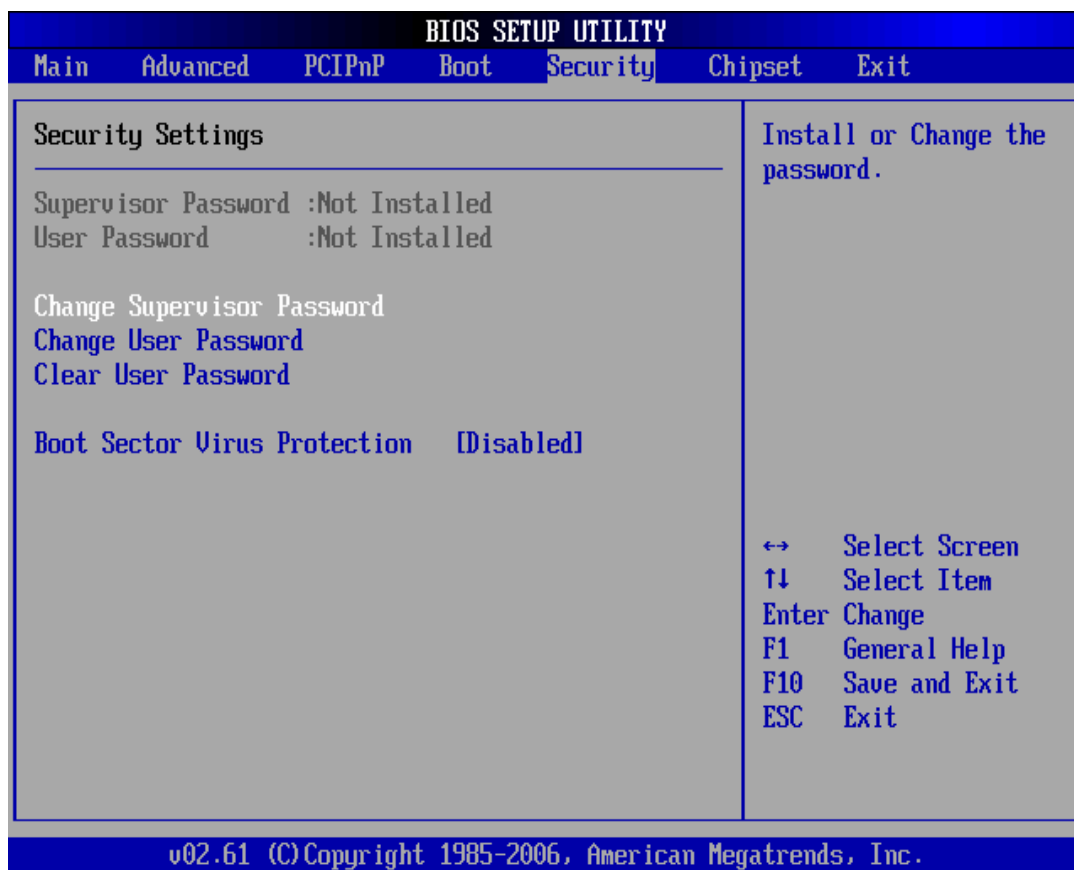 BIOS SETUP UTILITY
Main Advanced PCIPnP Boot Security Chipset Exit
Security Settings
Supervisor Password :Not Installed
User Password :Not Installed
Change Supervisor Password
Change User Password
Clear User Password
Boot Sector Virus Protection [Disabled]
Install or Change the
password.
←→ Select Screen
↑↓ Select Item
Enter Change
F1 General Help
F10 Save and Exit
ESC Exit
v02.61 (C)Copyright 1985-2006, American Megatrends, Inc.